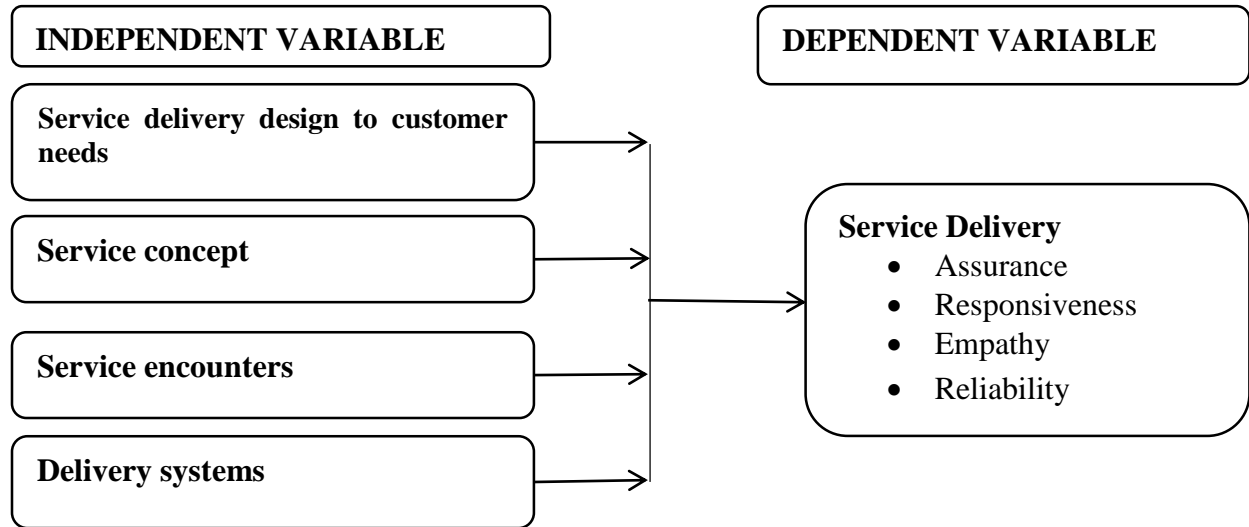 INDEPENDENT VARIABLE
DEPENDENT VARIABLE
Service delivery design to customer
needs
Service concept
Service encounters
Delivery systems
Service Delivery
• Assurance
• Responsiveness
• Empathy
• Reliability